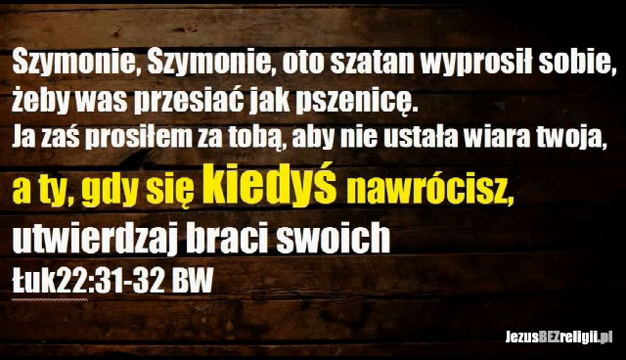 Szymonie, Szymonie, oto szatan wyprosił sobie,
żeby was przesiać jak pszenicę.
Ja zaś prosiłem za tobą, aby nie ustała wiara twoja,
a ty, gdy się kiedyś nawrócisz,
utwierdzaj braci swoich
Łuk22:31-32 BW
JezusBEZreligii.pl